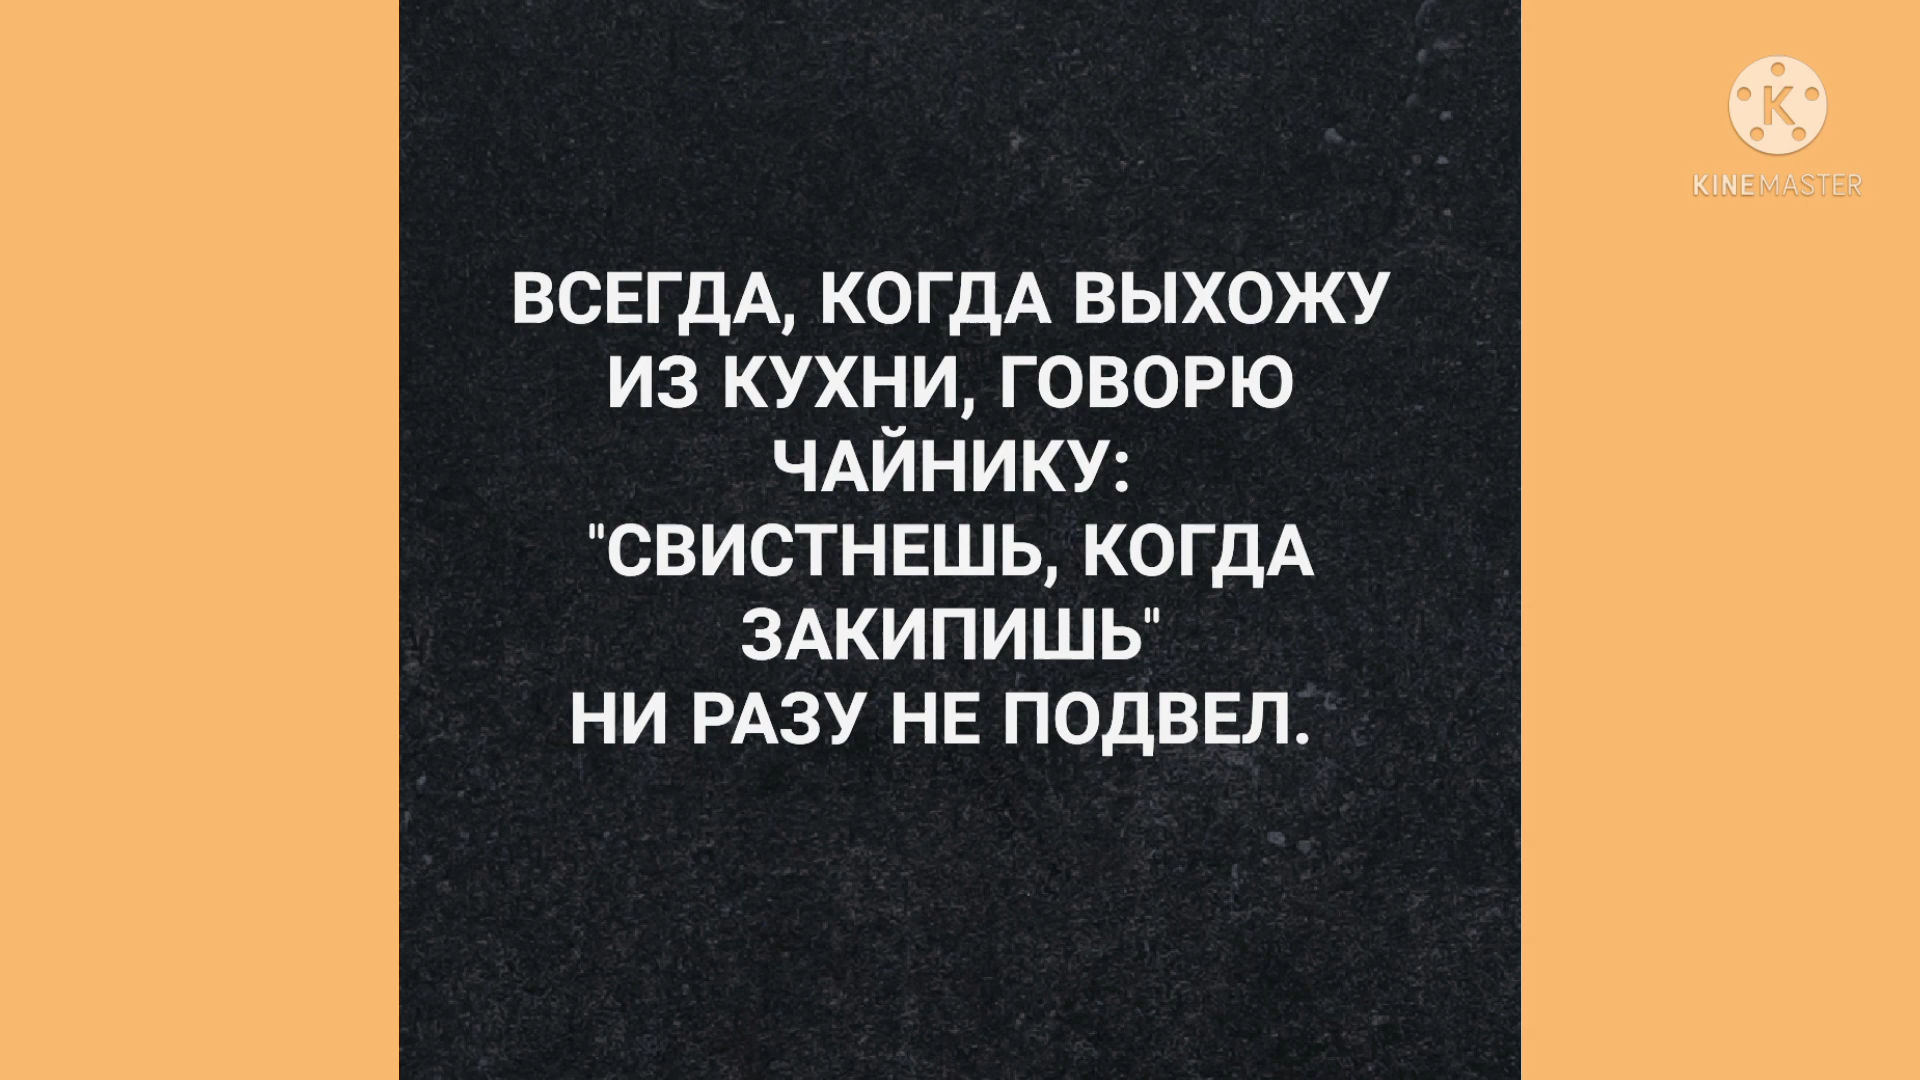 ВСЕГДА, КОГДА ВЫХОЖУ
ИЗ КУХНИ, ГОВОРЮ
ЧАЙНИКУ:
"СВИСТНЕШЬ, КОГДА
ЗАКИПИШЬ"
НИ РАЗУ НЕ ПОДВЕЛ.
K
KINEMASTER